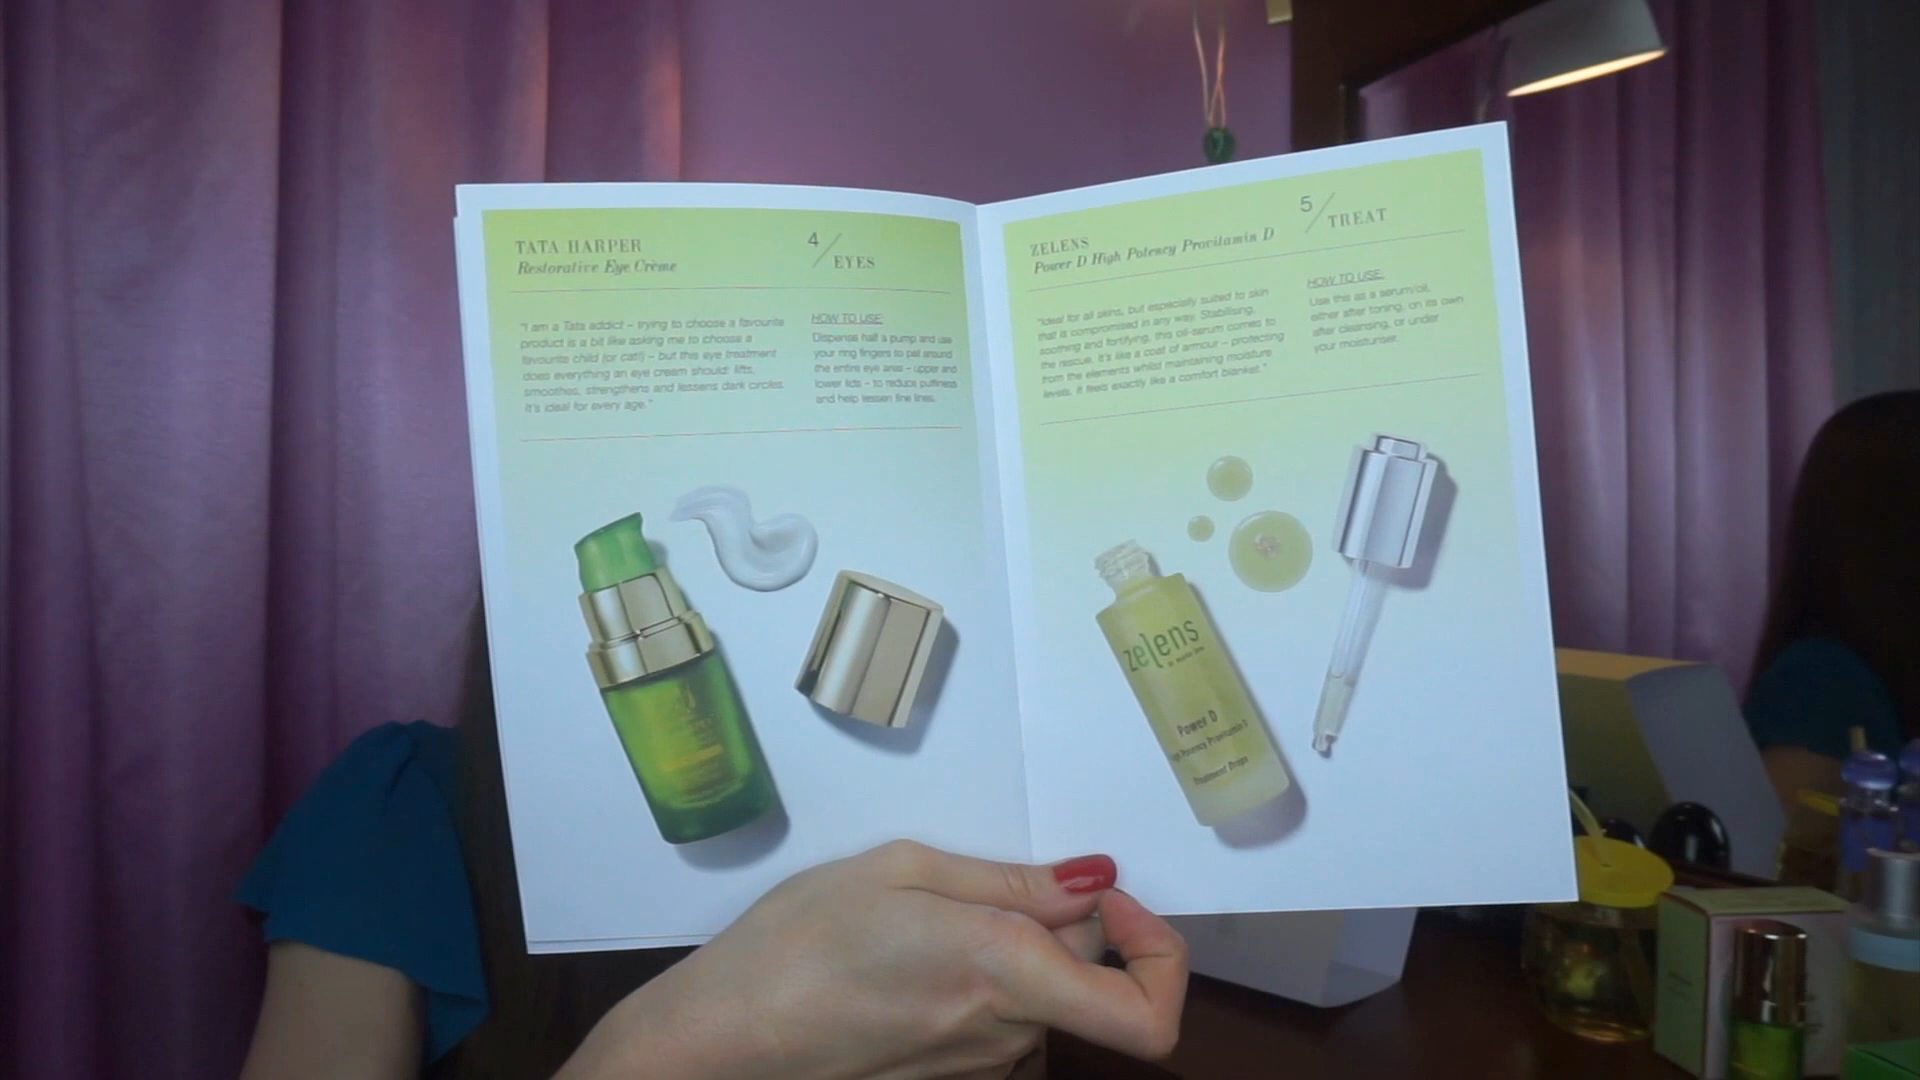 TATA HARPER
Restorative Eye Crème
4 / EYES
"I am a Tata addict – trying to choose a favourite
product is a bit like asking me to choose a
favourite child (or cat!) – but this eye treatment
does everything an eye cream should: lifts,
smoothes, strengthens and lessens dark circles.
It's ideal for every age."
HOW TO USE:
Dispense half a pump and use
your ring fingers to pat around
the entire eye area – upper and
lower lids – to reduce puffiness
and help lessen fine lines.
ZELENS
Power D High Potency Provitamin D
5 / TREAT
"Ideal for all skins, but especially suited to skin
that is compromised in any way. Stabilising,
soothing and fortifying, this oil-serum comes to
the rescue. It's like a coat of armour – protecting
from the elements whilst maintaining moisture
levels. It feels exactly like a comfort blanket."
HOW TO USE:
Use this as a serum/oil,
either after toning, on its own
after cleansing, or under
your moisturiser.
zelens
Power D
High Potency Provitamin D
Treatment Drops